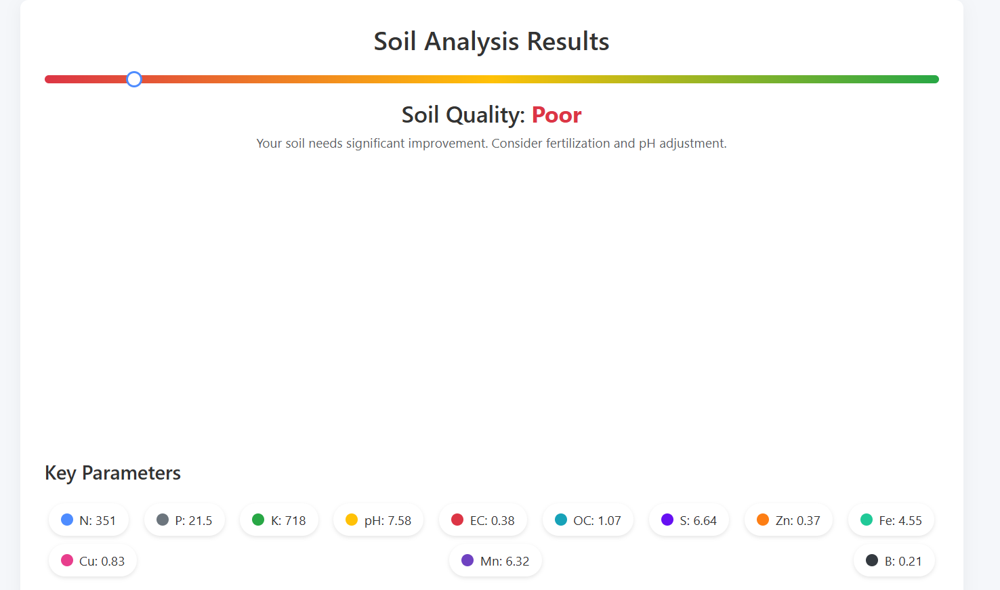 Soil Analysis Results
Soil Quality: Poor
Your soil needs significant improvement. Consider fertilization and pH adjustment.
Key Parameters
N: 351 P: 21.5 K: 718 pH: 7.58 EC: 0.38 OC: 1.07 S: 6.64 Zn: 0.37 Fe: 4.55
Cu: 0.83 Mn: 6.32 B: 0.21